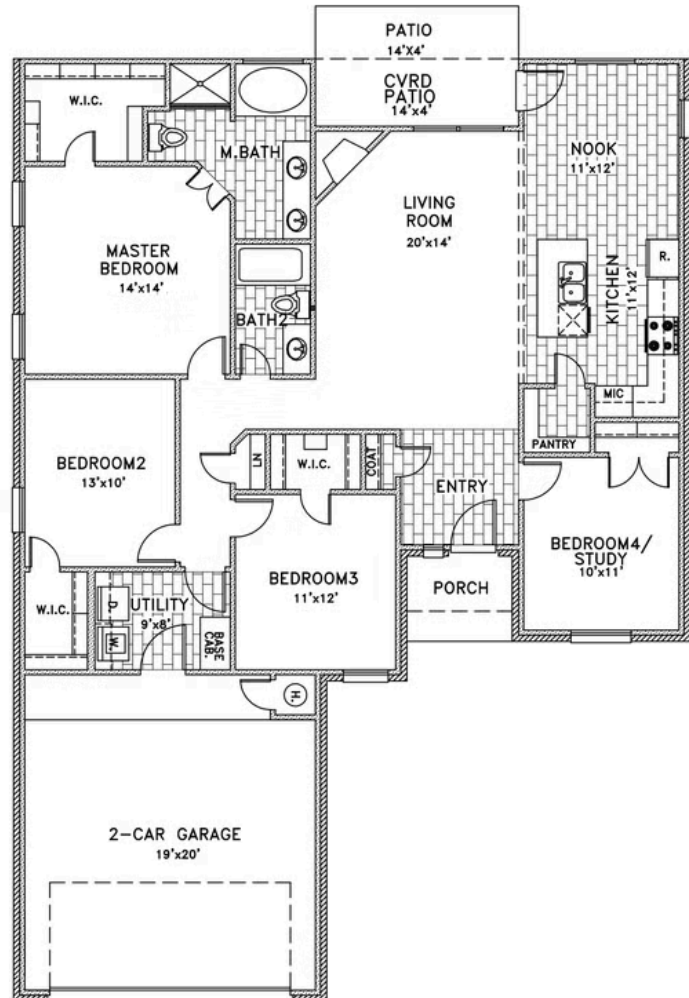 PATIO
14'X4'
CVRD
PATIO
14'x4'
W.I.C.
M.BATH
NOOK
11'x12'
LIVING
ROOM
20'x14'
MASTER
BEDROOM
14'x14'
R.
KITCHEN
11'x12'
BATH2
MIC
PANTRY
BEDROOM2
13'x10'
LN
W.I.C.
COAT
ENTRY
BEDROOM4/
STUDY
10'x11'
BEDROOM3
11'x12'
PORCH
W.I.C.
D.
UTILITY
9'x8'
W.
BASE
CAB.
H.
2-CAR GARAGE
19'x20'